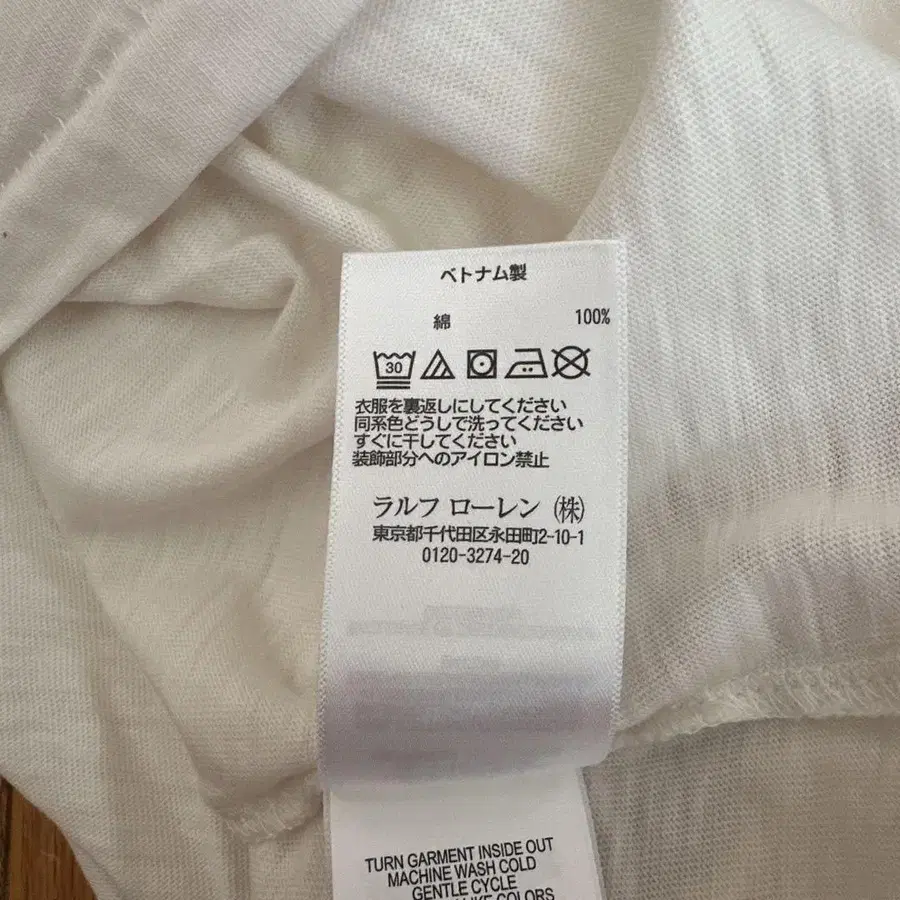 ベトナム製
綿 100%
30
衣服を裏返しにしてください
同系色どうしで洗ってください
すぐに干してください
装飾部分へのアイロン禁止
ラルフ ローレン (株)
東京都千代田区永田町2-10-1
0120-3274-20
TURN GARMENT INSIDE OUT
MACHINE WASH COLD
GENTLE CYCLE
LIKE COLORS